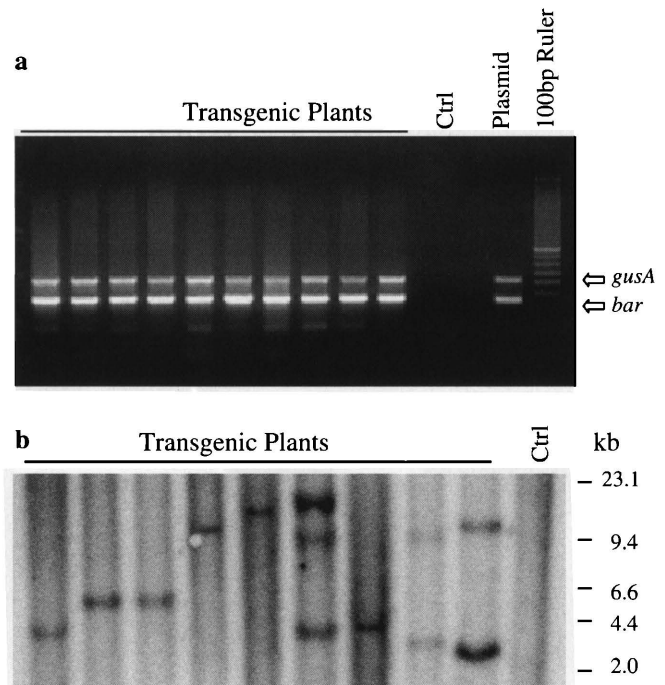 a
Transgenic Plants
Ctrl
Plasmid
100bp Ruler
gusA
bar
b
Transgenic Plants
Ctrl
kb
23.1
9.4
6.6
4.4
2.0